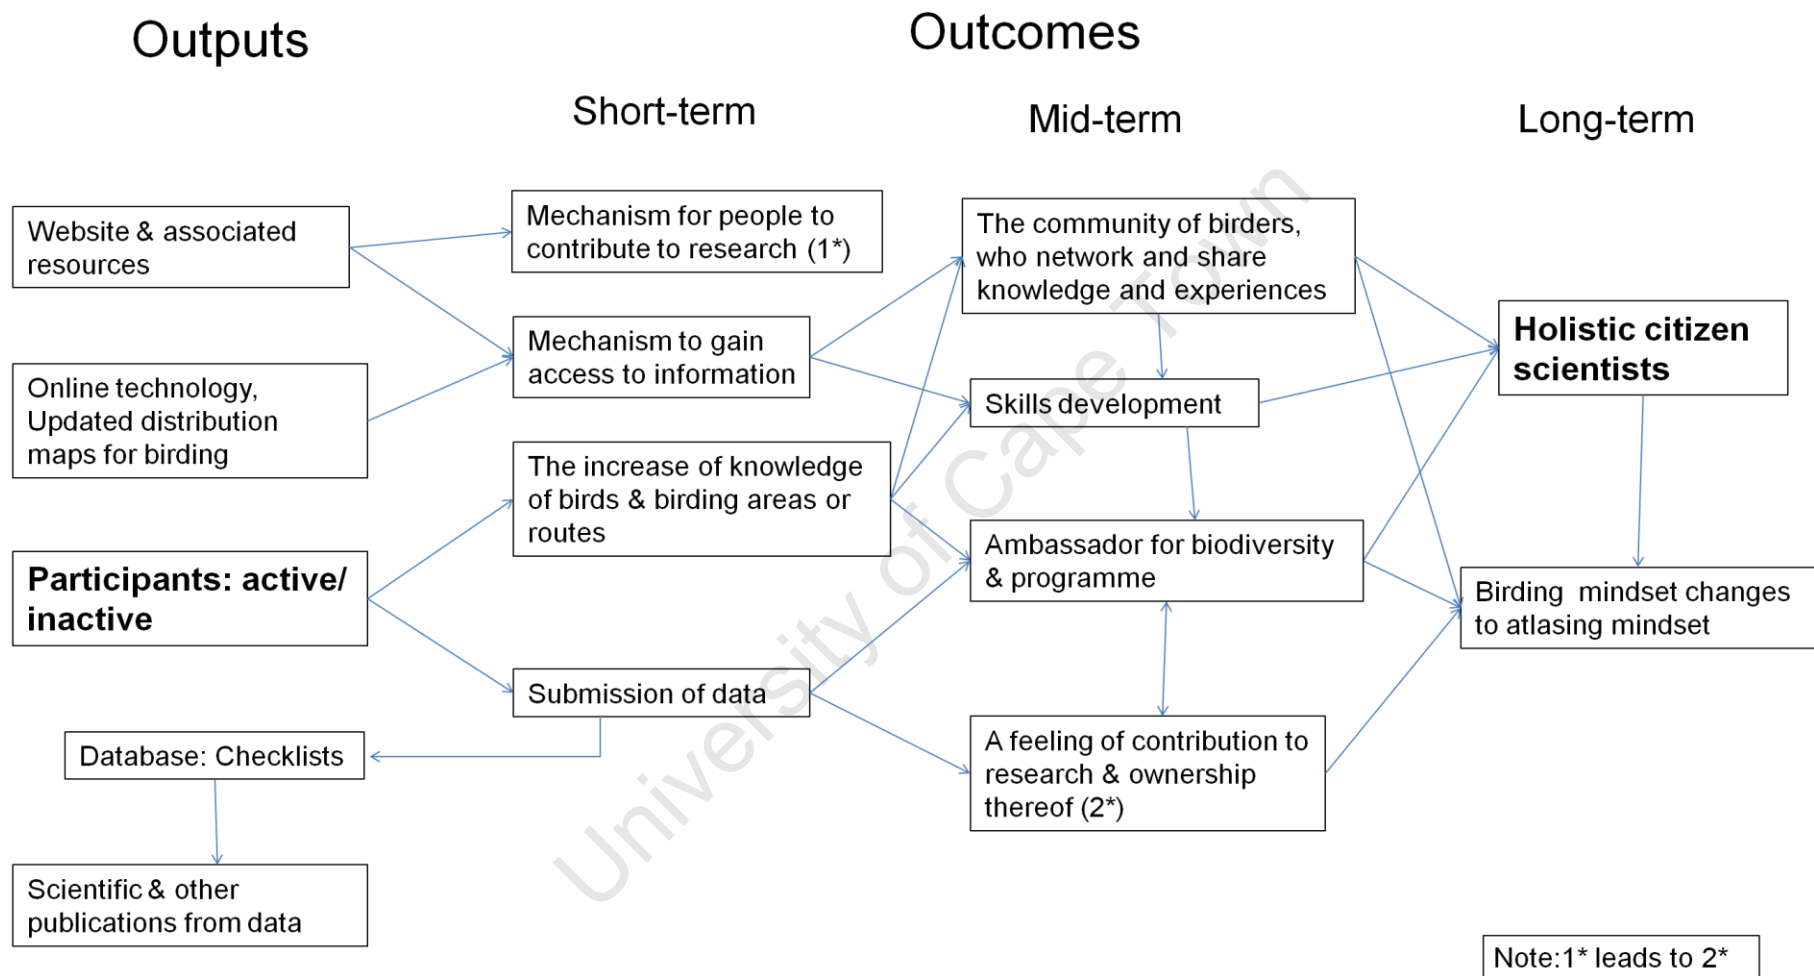 Outputs
Outcomes
Short-term
Mid-term
Long-term
Website & associated
resources
Online technology,
Updated distribution
maps for birding
Participants: active/
inactive
Database: Checklists
Scientific & other
publications from data
Mechanism for people to
contribute to research (1*)
Mechanism to gain
access to information
The increase of knowledge
of birds & birding areas or
routes
Submission of data
The community of birders,
who network and share
knowledge and experiences
Skills development
Ambassador for biodiversity
& programme
A feeling of contribution to
research & ownership
thereof (2*)
Holistic citizen
scientists
Birding mindset changes
to atlasing mindset
Note:1* leads to 2*
University of Cape Town